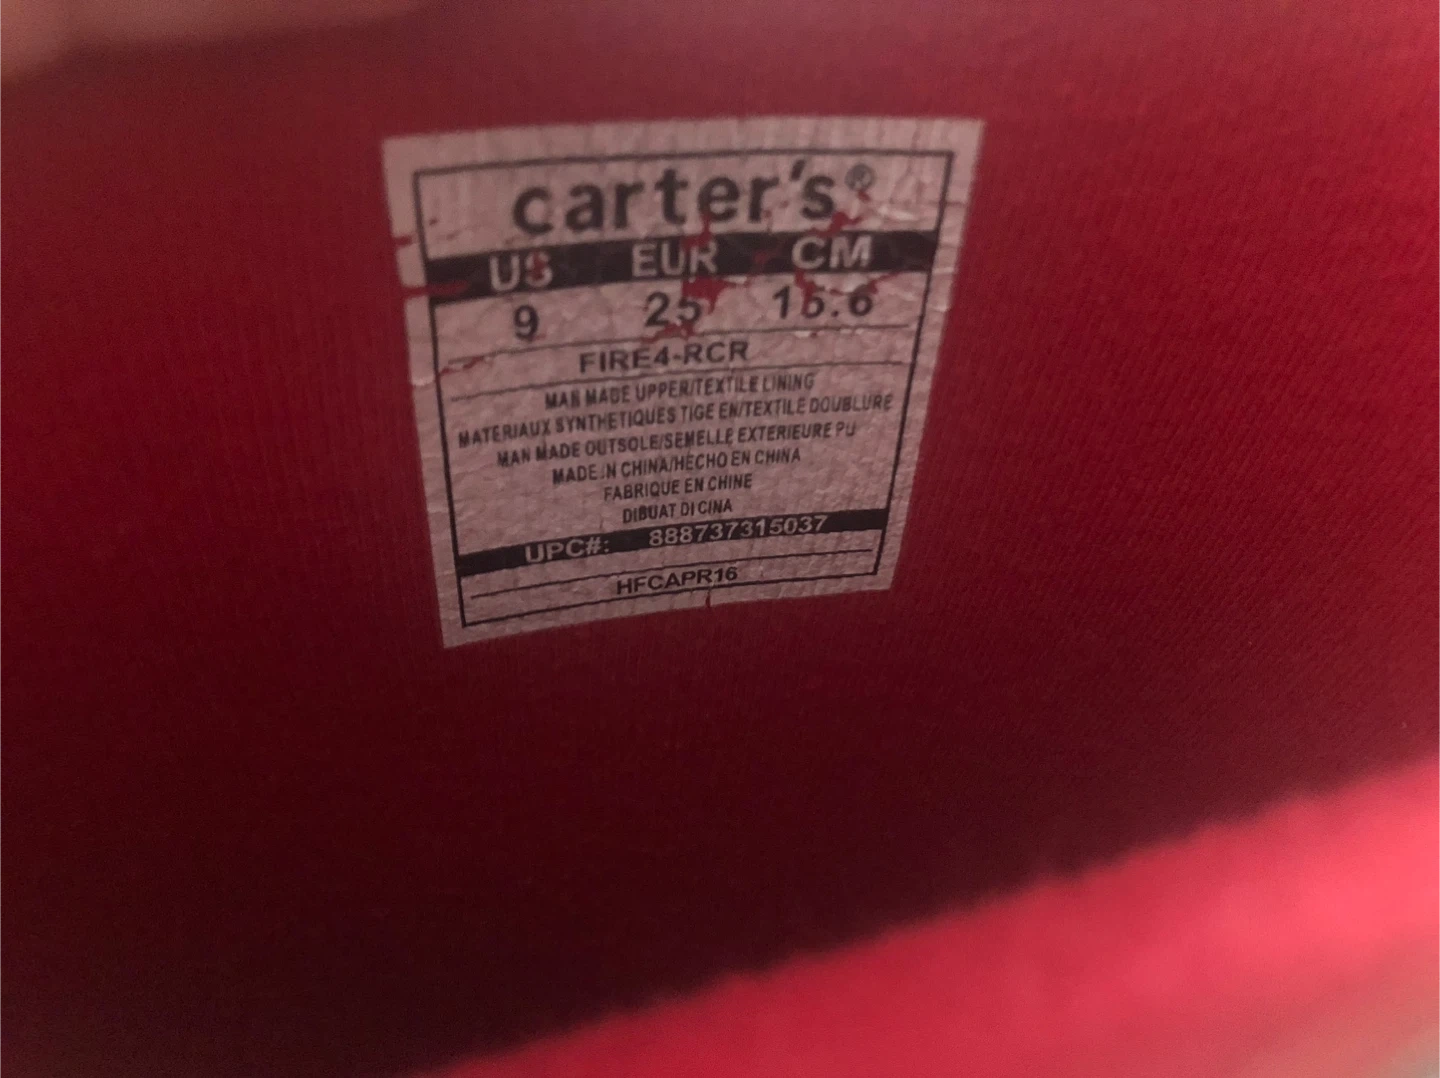 carter's®
US EUR CM
9 25 15.6
FIRE4-RCR
MAN MADE UPPER/TEXTILE LINING
MATERIAUX SYNTHETIQUES TIGE EN/TEXTILE DOUBLURE
MAN MADE OUTSOLE/SEMELLE EXTERIEURE PU
MADE IN CHINA/HECHO EN CHINA
FABRIQUE EN CHINE
DIBUAT DI CINA
UPC#: 888737315037
HFCAPR16